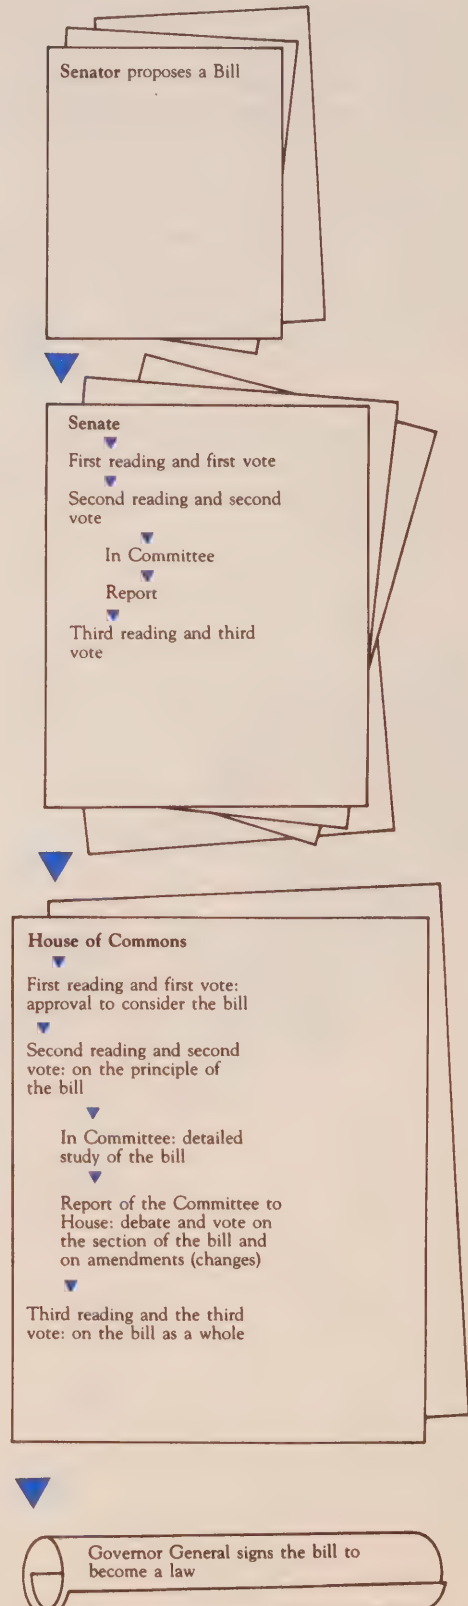 Senator proposes a Bill
Senate
First reading and first vote
Second reading and second
vote
In Committee
Report
Third reading and third
vote
House of Commons
First reading and first vote:
approval to consider the bill
Second reading and second
vote: on the principle of
the bill
In Committee: detailed
study of the bill
Report of the Committee to
House: debate and vote on
the section of the bill and
on amendments (changes)
Third reading and the third
vote: on the bill as a whole
Governor General signs the bill to
become a law